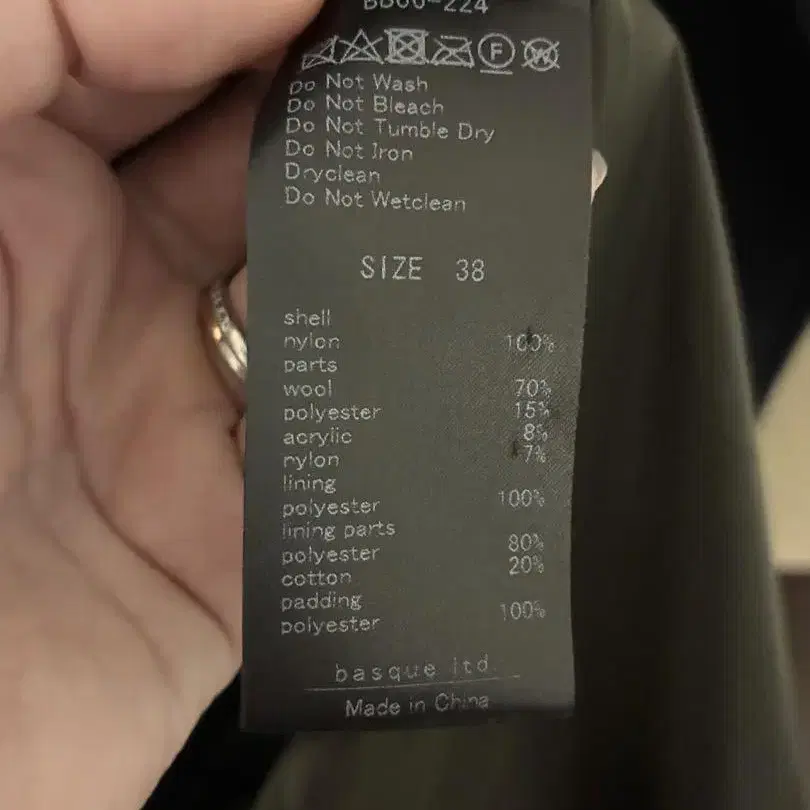 Do Not Wash
Do Not Bleach
Do Not Tumble Dry
Do Not Iron
Dryclean
Do Not Wetclean
SIZE 38
shell
nylon 100%
parts
wool 70%
polyester 15%
acrylic 8%
nylon 7%
lining
polyester 100%
lining parts
polyester 80%
cotton 20%
padding
polyester 100%
basque ltd.
Made in China